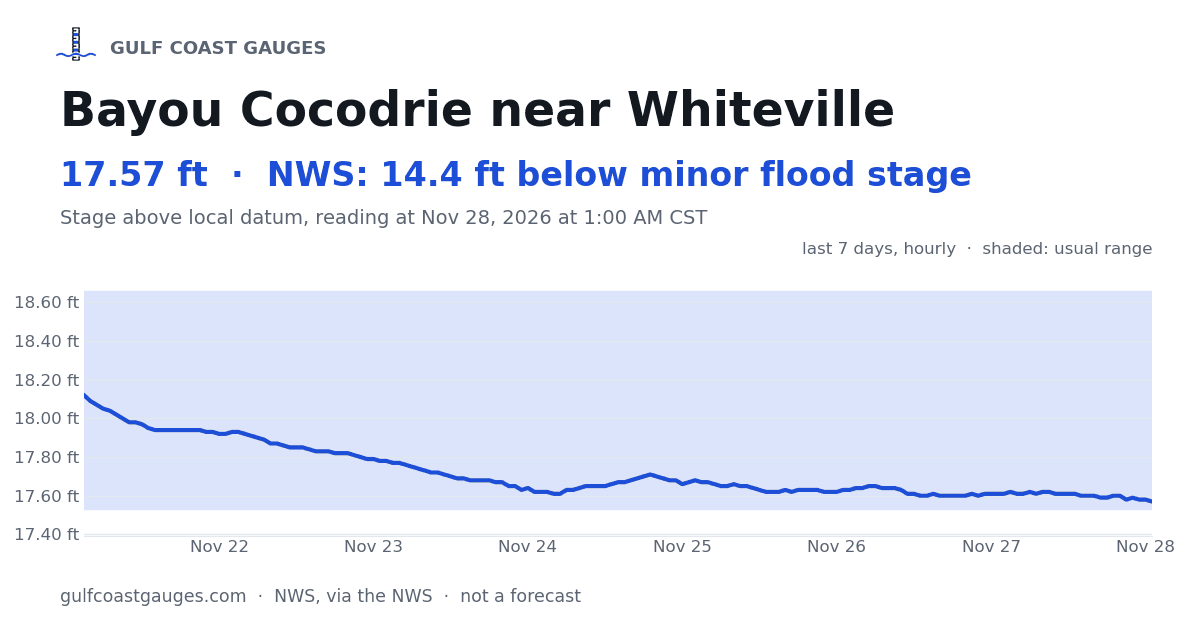 GULF COAST GAUGES
Bayou Cocodrie near Whiteville
17.57 ft · NWS: 14.4 ft below minor flood stage
Stage above local datum, reading at Nov 28, 2026 at 1:00 AM CST
last 7 days, hourly · shaded: usual range
18.60 ft
18.40 ft
18.20 ft
18.00 ft
17.80 ft
17.60 ft
17.40 ft
Nov 22 Nov 23 Nov 24 Nov 25 Nov 26 Nov 27 Nov 28
gulfcoastgauges.com · NWS, via the NWS · not a forecast